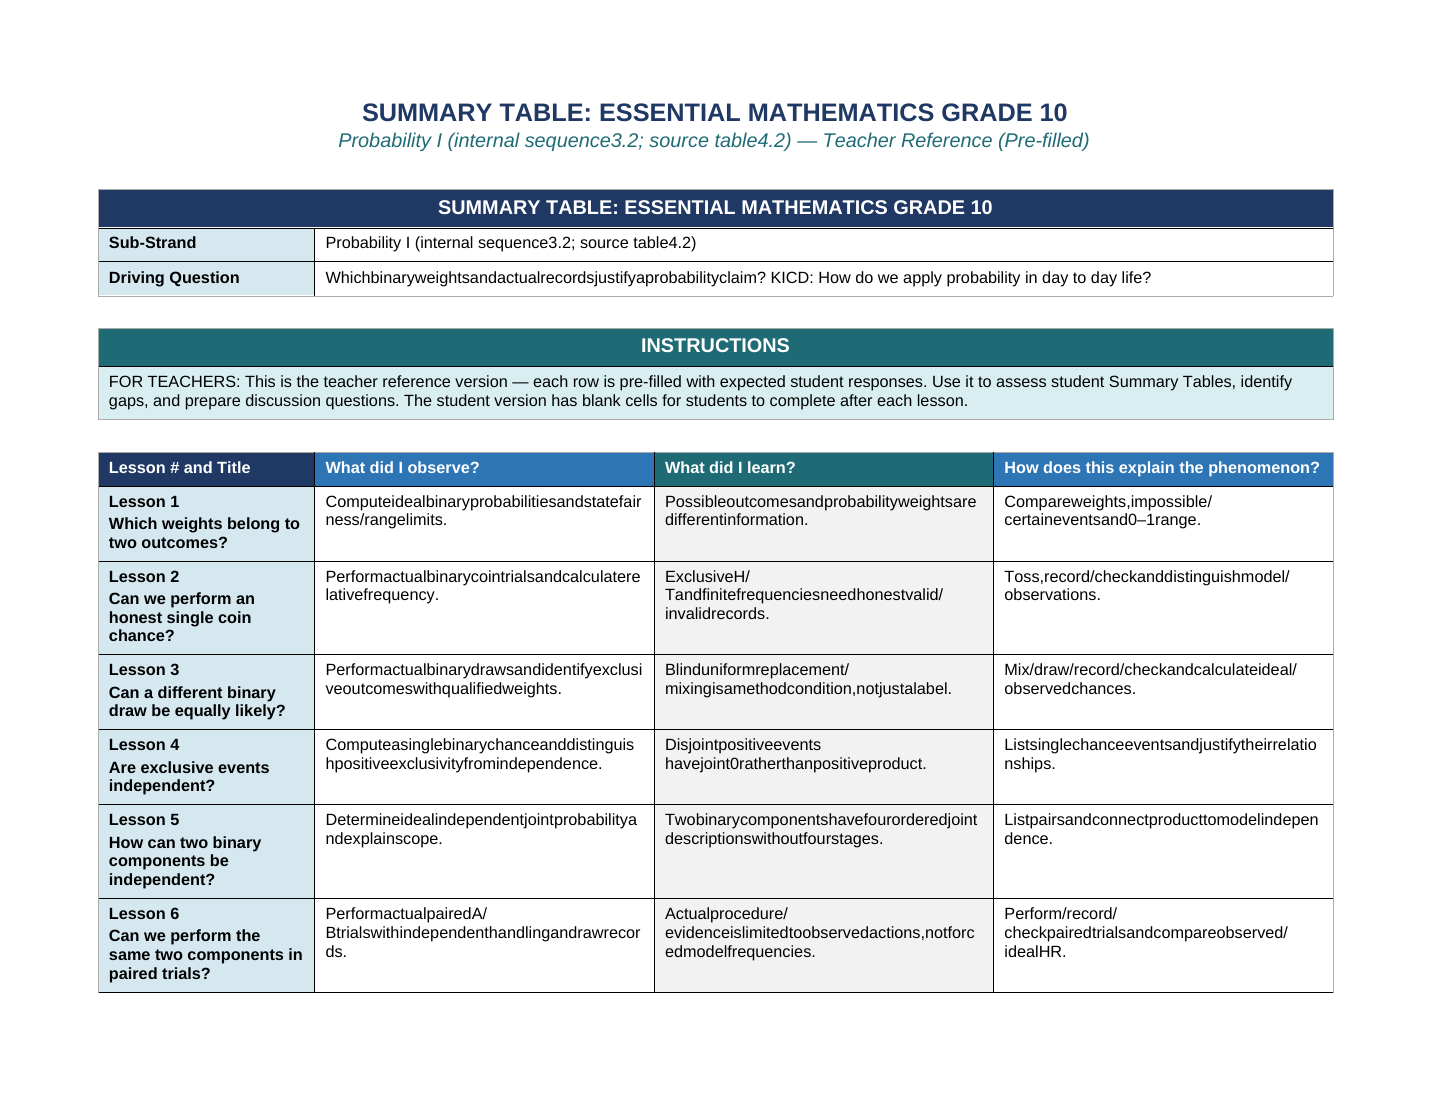 SUMMARY TABLE: ESSENTIAL MATHEMATICS GRADE 10
Probability I (internal sequence3.2; source table4.2) — Teacher Reference (Pre-filled)
SUMMARY TABLE: ESSENTIAL MATHEMATICS GRADE 10
Sub-Strand
Probability I (internal sequence3.2; source table4.2)
Driving Question
Whichbinaryweightsandactualrecordsjustifyaprobabilityclaim? KICD: How do we apply probability in day to day life?
INSTRUCTIONS
FOR TEACHERS: This is the teacher reference version — each row is pre-filled with expected student responses. Use it to assess student Summary Tables, identify
gaps, and prepare discussion questions. The student version has blank cells for students to complete after each lesson.
Lesson # and Title
What did I observe?
What did I learn?
How does this explain the phenomenon?
Lesson 1
Which weights belong to
two outcomes?
Computeidealbinaryprobabilitiesandstatefair
ness/rangelimits.
Possibleoutcomesandprobabilityweightsare
differentinformation.
Compareweights,impossible/
certaineventsand0–1range.
Lesson 2
Can we perform an
honest single coin
chance?
Performactualbinarycointrialsandcalculatere
lativefrequency.
ExclusiveH/
Tandfinitefrequenciesneedhonestvalid/
invalidrecords.
Toss,record/checkanddistinguishmodel/
observations.
Lesson 3
Can a different binary
draw be equally likely?
Performactualbinarydrawsandidentifyexclusi
veoutcomeswithqualifiedweights.
Blinduniformreplacement/
mixingisamethodcondition,notjustalabel.
Mix/draw/record/checkandcalculateideal/
observedchances.
Lesson 4
Are exclusive events
independent?
Computeasinglebinarychanceanddistinguis
hpositiveexclusivityfromindependence.
Disjointpositiveevents
havejoint0ratherthanpositiveproduct.
Listsinglechanceeventsandjustifytheirrelatio
nships.
Lesson 5
How can two binary
components be
independent?
Determineidealindependentjointprobabilitya
ndexplainscope.
Twobinarycomponentshavefourorderedjoint
descriptionswithoutfourstages.
Listpairsandconnectproducttomodelindepen
dence.
Lesson 6
Can we perform the
same two components in
paired trials?
PerformactualpairedA/
Btrialswithindependenthandlingandrawrecor
ds.
Actualprocedure/
evidenceislimitedtoobservedactions,notforc
edmodelfrequencies.
Perform/record/
checkpairedtrialsandcompareobserved/
idealHR.